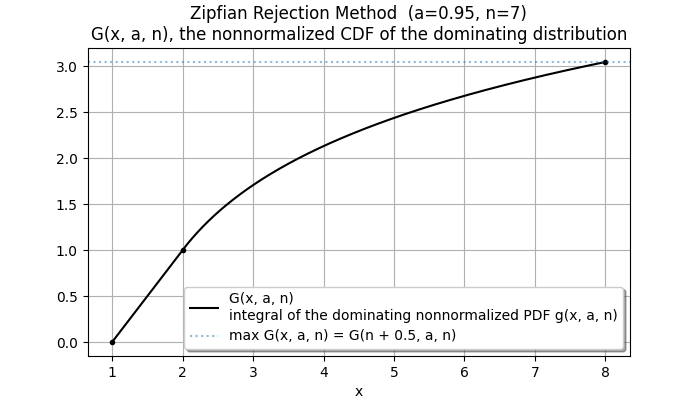 Zipfian Rejection Method  (a=0.95, n=7)
G(x, a, n), the nonnormalized CDF of the dominating distribution
3.0
2.5
2.0
1.5
1.0
0.5
0.0
G(x, a, n)
integral of the dominating nonnormalized PDF g(x, a, n)
max G(x, a, n) = G(n + 0.5, a, n)
1 2 3 4 5 6 7 8
x